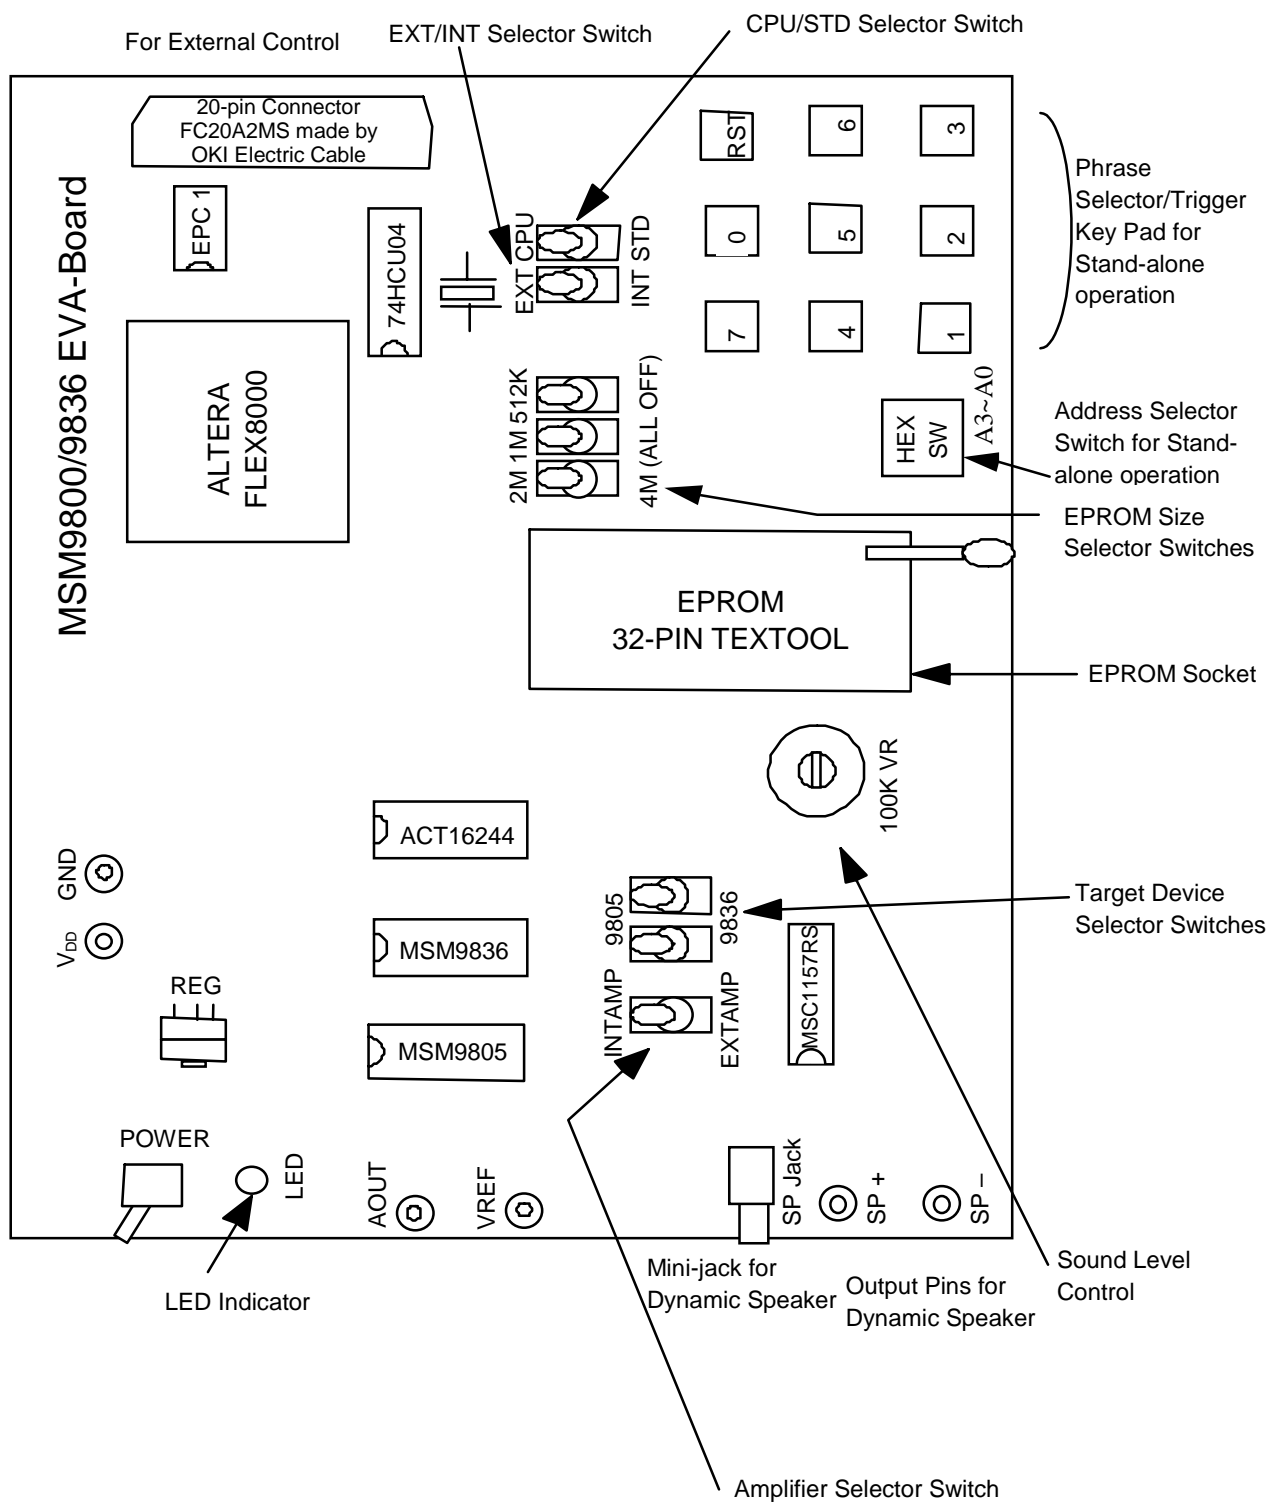 For External Control
EXT/INT Selector Switch
CPU/STD Selector Switch
20-pin Connector
FC20A2MS made by
OKI Electric Cable
MSM9800/9836 EVA-Board
EPC 1
74HCU04
EXT CPU
INT STD
RST
6
3
0
5
2
7
4
1
Phrase
Selector/Trigger
Key Pad for
Stand-alone
operation
ALTERA
FLEX8000
2M 1M 512K
4M (ALL OFF)
HEX
SW
A3~A0
Address Selector
Switch for Stand-
alone operation
EPROM Size
Selector Switches
EPROM
32-PIN TEXTOOL
EPROM Socket
100K VR
ACT16244
GND
VDD
MSM9836
MSM9805
REG
9805
9836
INTAMP
EXTAMP
MSC1157RS
Target Device
Selector Switches
POWER
LED
AOUT
VREF
SP Jack
SP +
SP –
LED Indicator
Mini-jack for
Dynamic Speaker
Output Pins for
Dynamic Speaker
Sound Level
Control
Amplifier Selector Switch